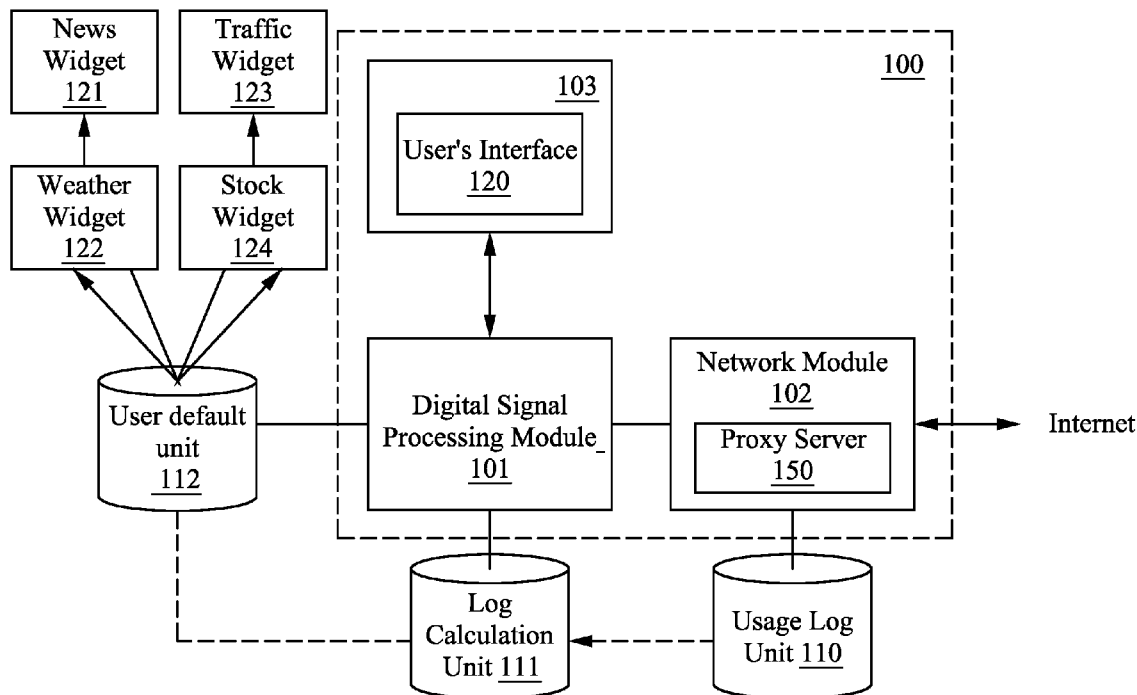 News
Widget
121
Traffic
Widget
123
100
103
User's Interface
120
Weather
Widget
122
Stock
Widget
124
User default
unit
112
Digital Signal
Processing Module
101
Network Module
102
Proxy Server
150
Internet
Log
Calculation
Unit 111
Usage Log
Unit 110